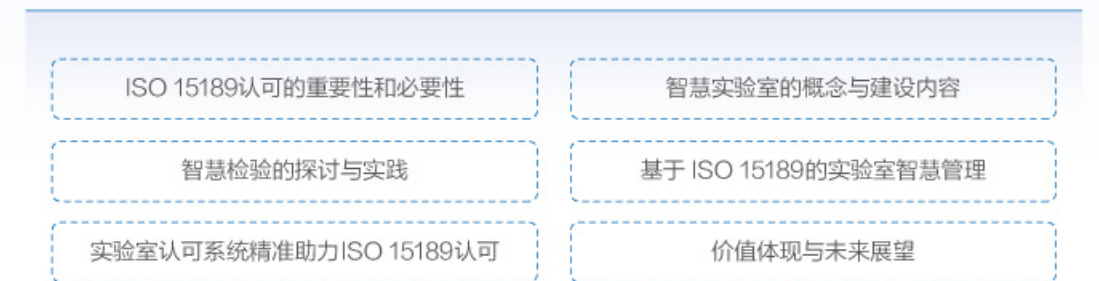 ISO 15189认可的重要性和必要性
智慧实验室的概念与建设内容
智慧检验的探讨与实践
基于 ISO 15189的实验室智慧管理
实验室认可系统精准助力ISO 15189认可
价值体现与未来展望